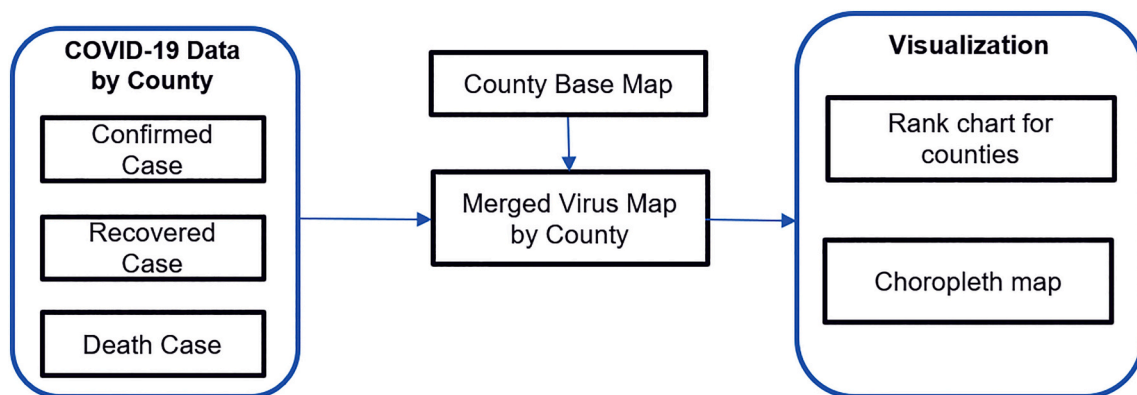 COVID-19 Data
by County
Confirmed
Case
Recovered
Case
Death Case
County Base Map
Merged Virus Map
by County
Visualization
Rank chart for
counties
Choropleth map